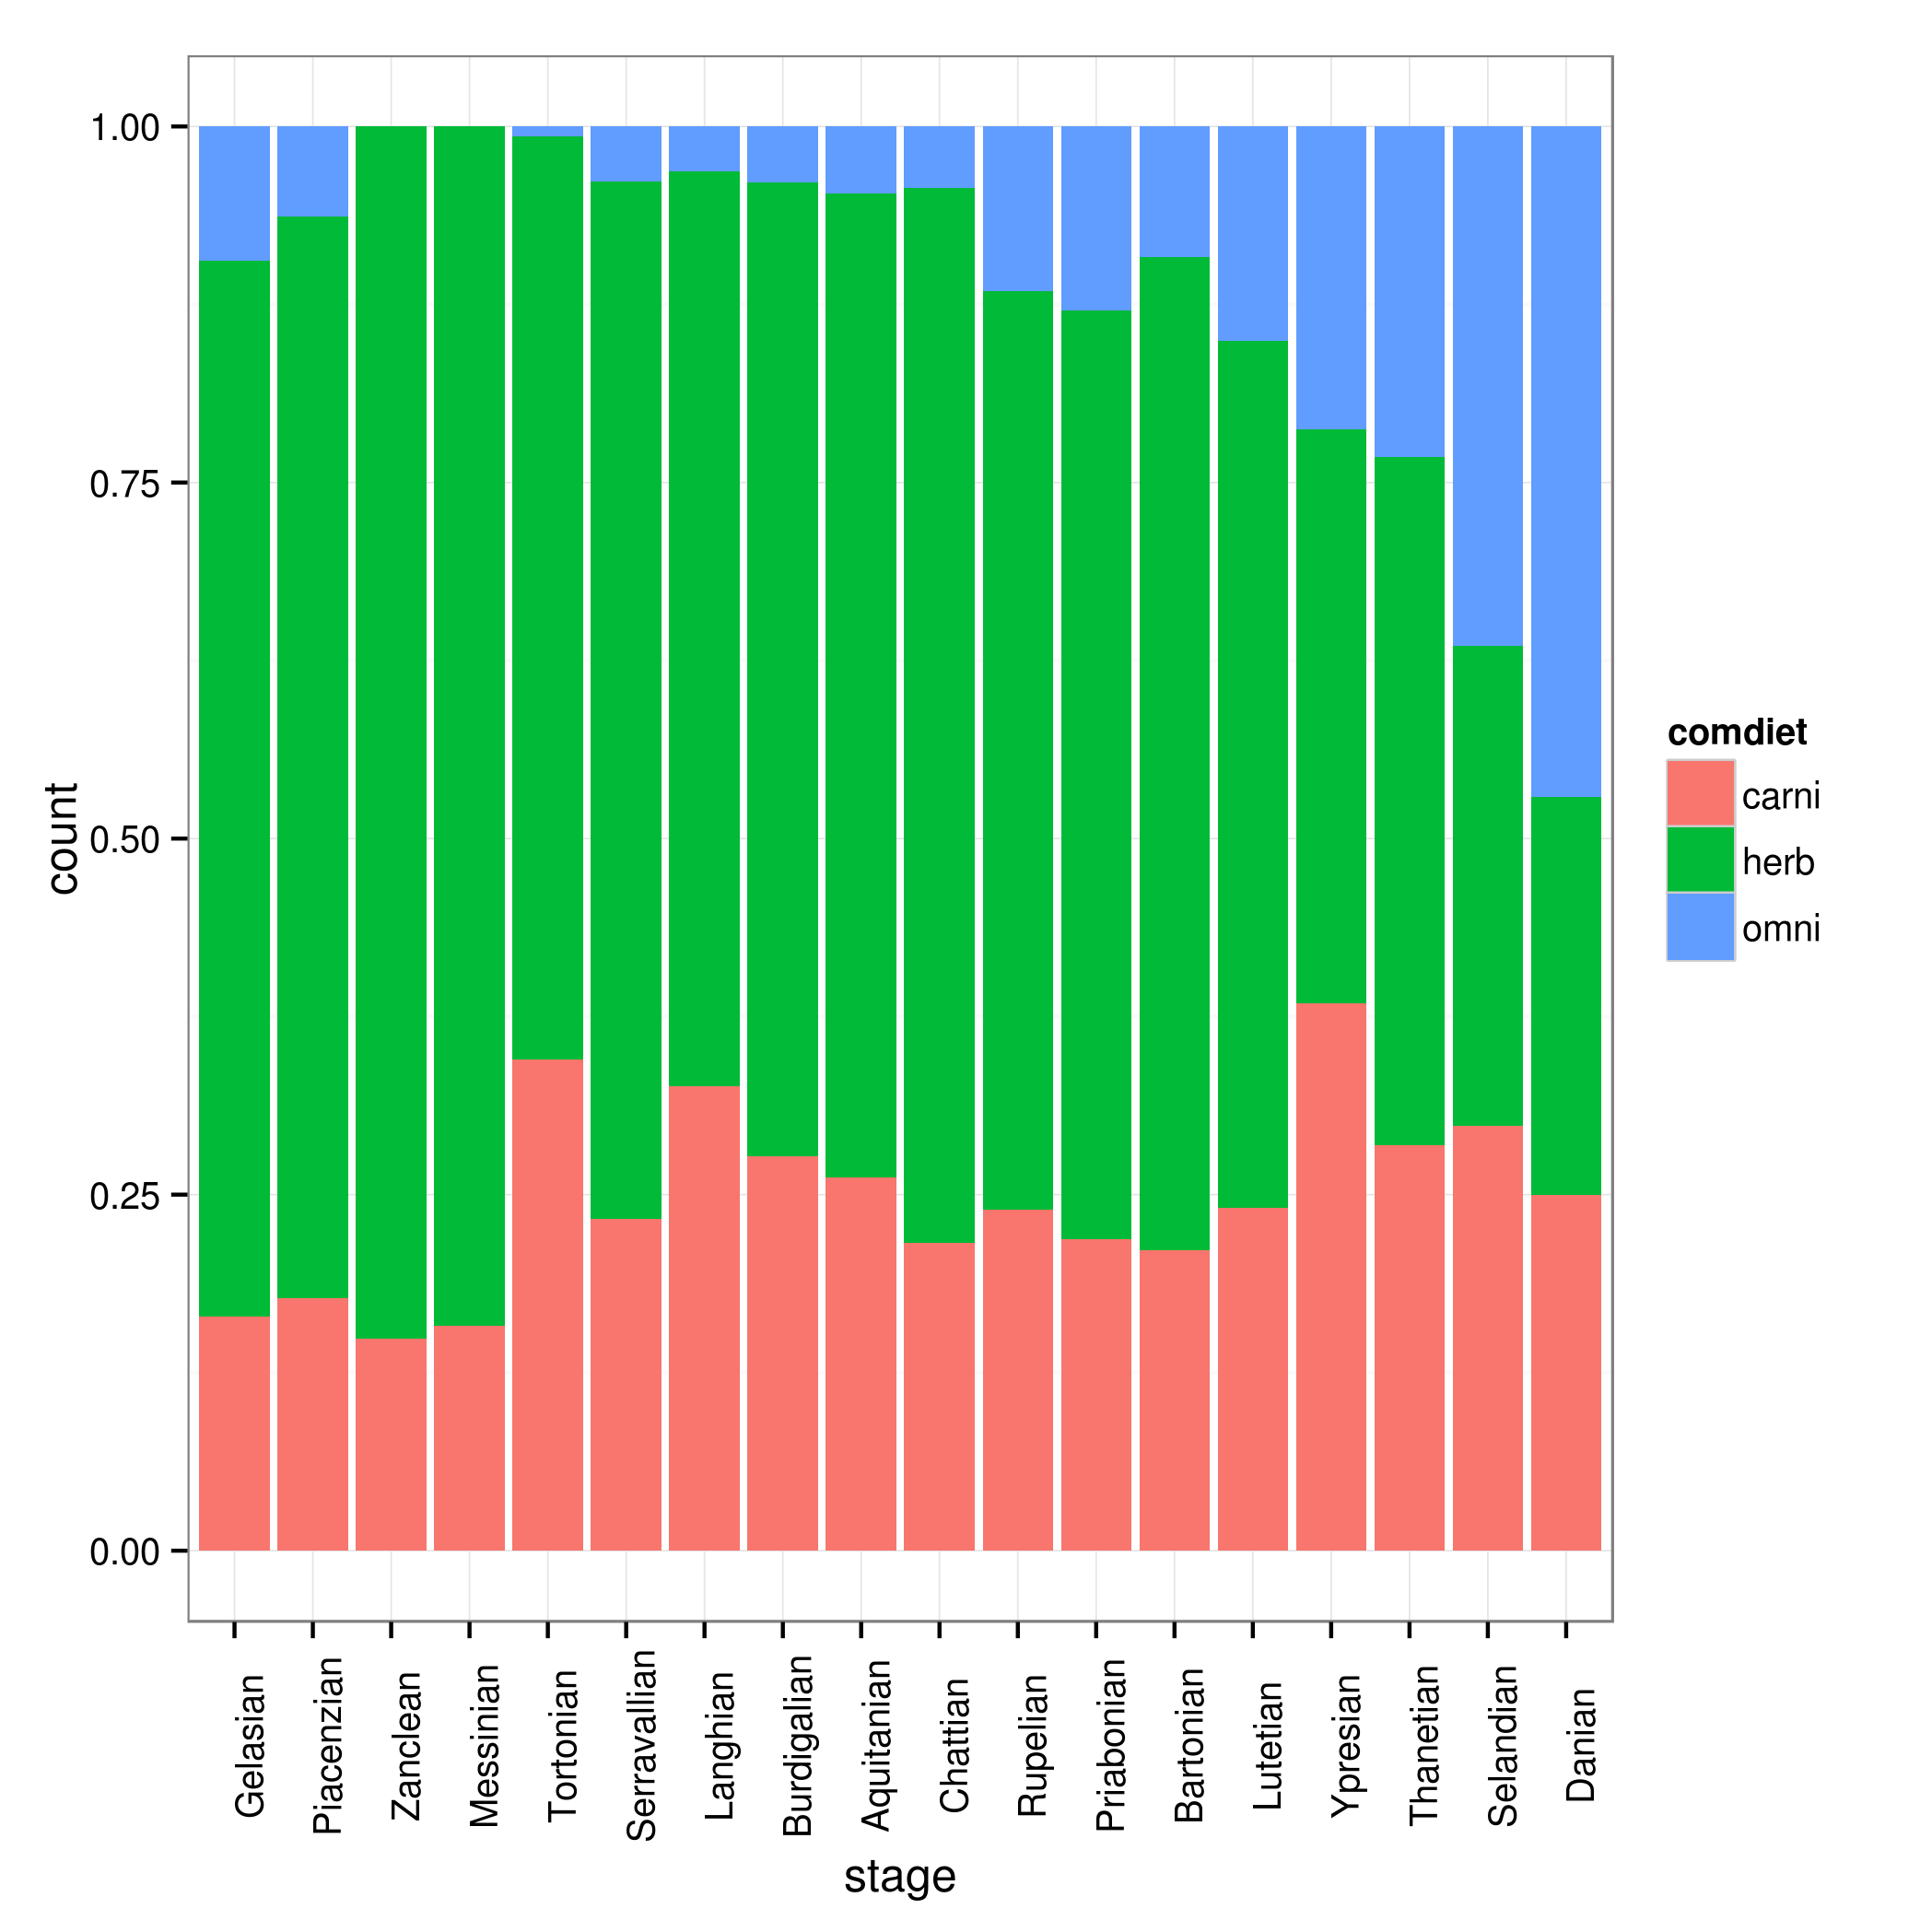 1.00
0.75
0.50
0.25
0.00
count
Gelasian
Piacenzian
Zanclean
Messinian
Tortonian
Serravallian
Langhian
Burdigalian
Aquitanian
Chattian
Rupelian
Priabonian
Bartonian
Lutetian
Ypresian
Thanetian
Selandian
Danian
stage
comdiet
carni
herb
omni